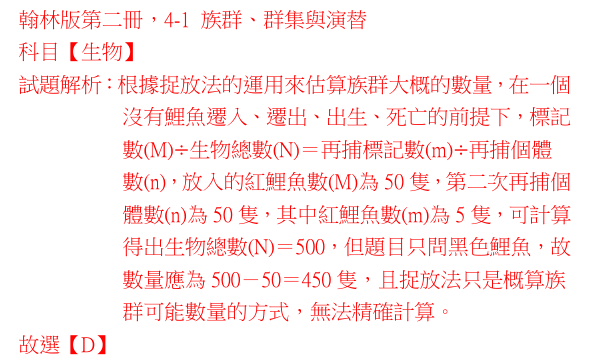 翰林版第二冊，4-1 族群、群集與演替
科目【生物】
試題解析：根據捉放法的運用來估算族群大概的數量，在一個
沒有鯉魚遷入、遷出、出生、死亡的前提下，標記
數(M)÷生物總數(N)＝再捕標記數(m)÷再捕個體
數(n)，放入的紅鯉魚數(M)為 50 隻，第二次再捕個
體數(n)為 50 隻，其中紅鯉魚數(m)為 5 隻，可計算
得出生物總數(N)＝500，但題目只問黑色鯉魚，故
數量應為 500－50＝450 隻，且捉放法只是概算族
群可能數量的方式，無法精確計算。
故選【D】